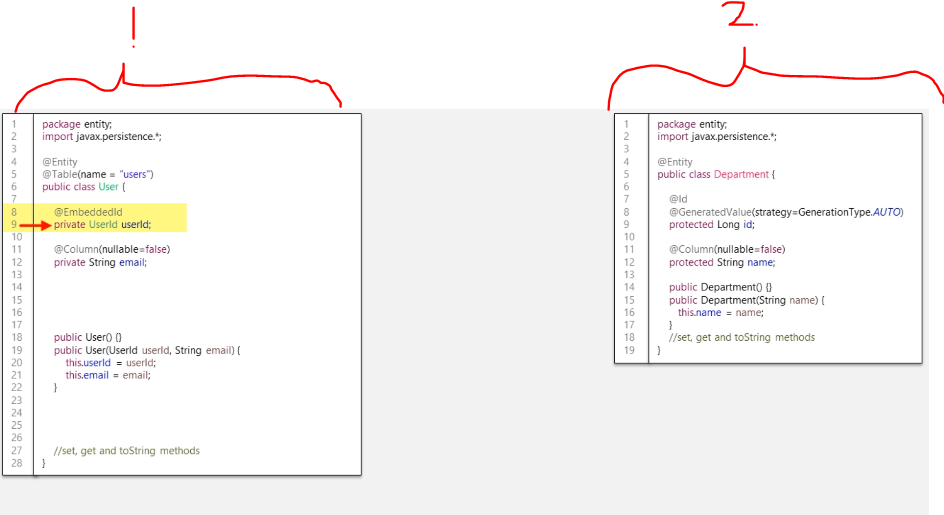 1.
2.
1 package entity;
2 import javax.persistence.*;
3
4 @Entity
5 @Table(name = "users")
6 public class User {
7
8 @EmbeddedId
9 private UserId userId;
10
11 @Column(nullable=false)
12 private String email;
13
14
15
16
17
18 public User() {}
19 public User(UserId userId, String email) {
20 this.userId = userId;
21 this.email = email;
22 }
23
24
25
26
27 //set, get and toString methods
28 }
1 package entity;
2 import javax.persistence.*;
3
4 @Entity
5 public class Department {
6
7 @Id
8 @GeneratedValue(strategy=GenerationType.AUTO)
9 protected Long id;
10
11 @Column(nullable=false)
12 protected String name;
13
14 public Department() {}
15 public Department(String name) {
16 this.name = name;
17 }
18 //set, get and toString methods
19 }